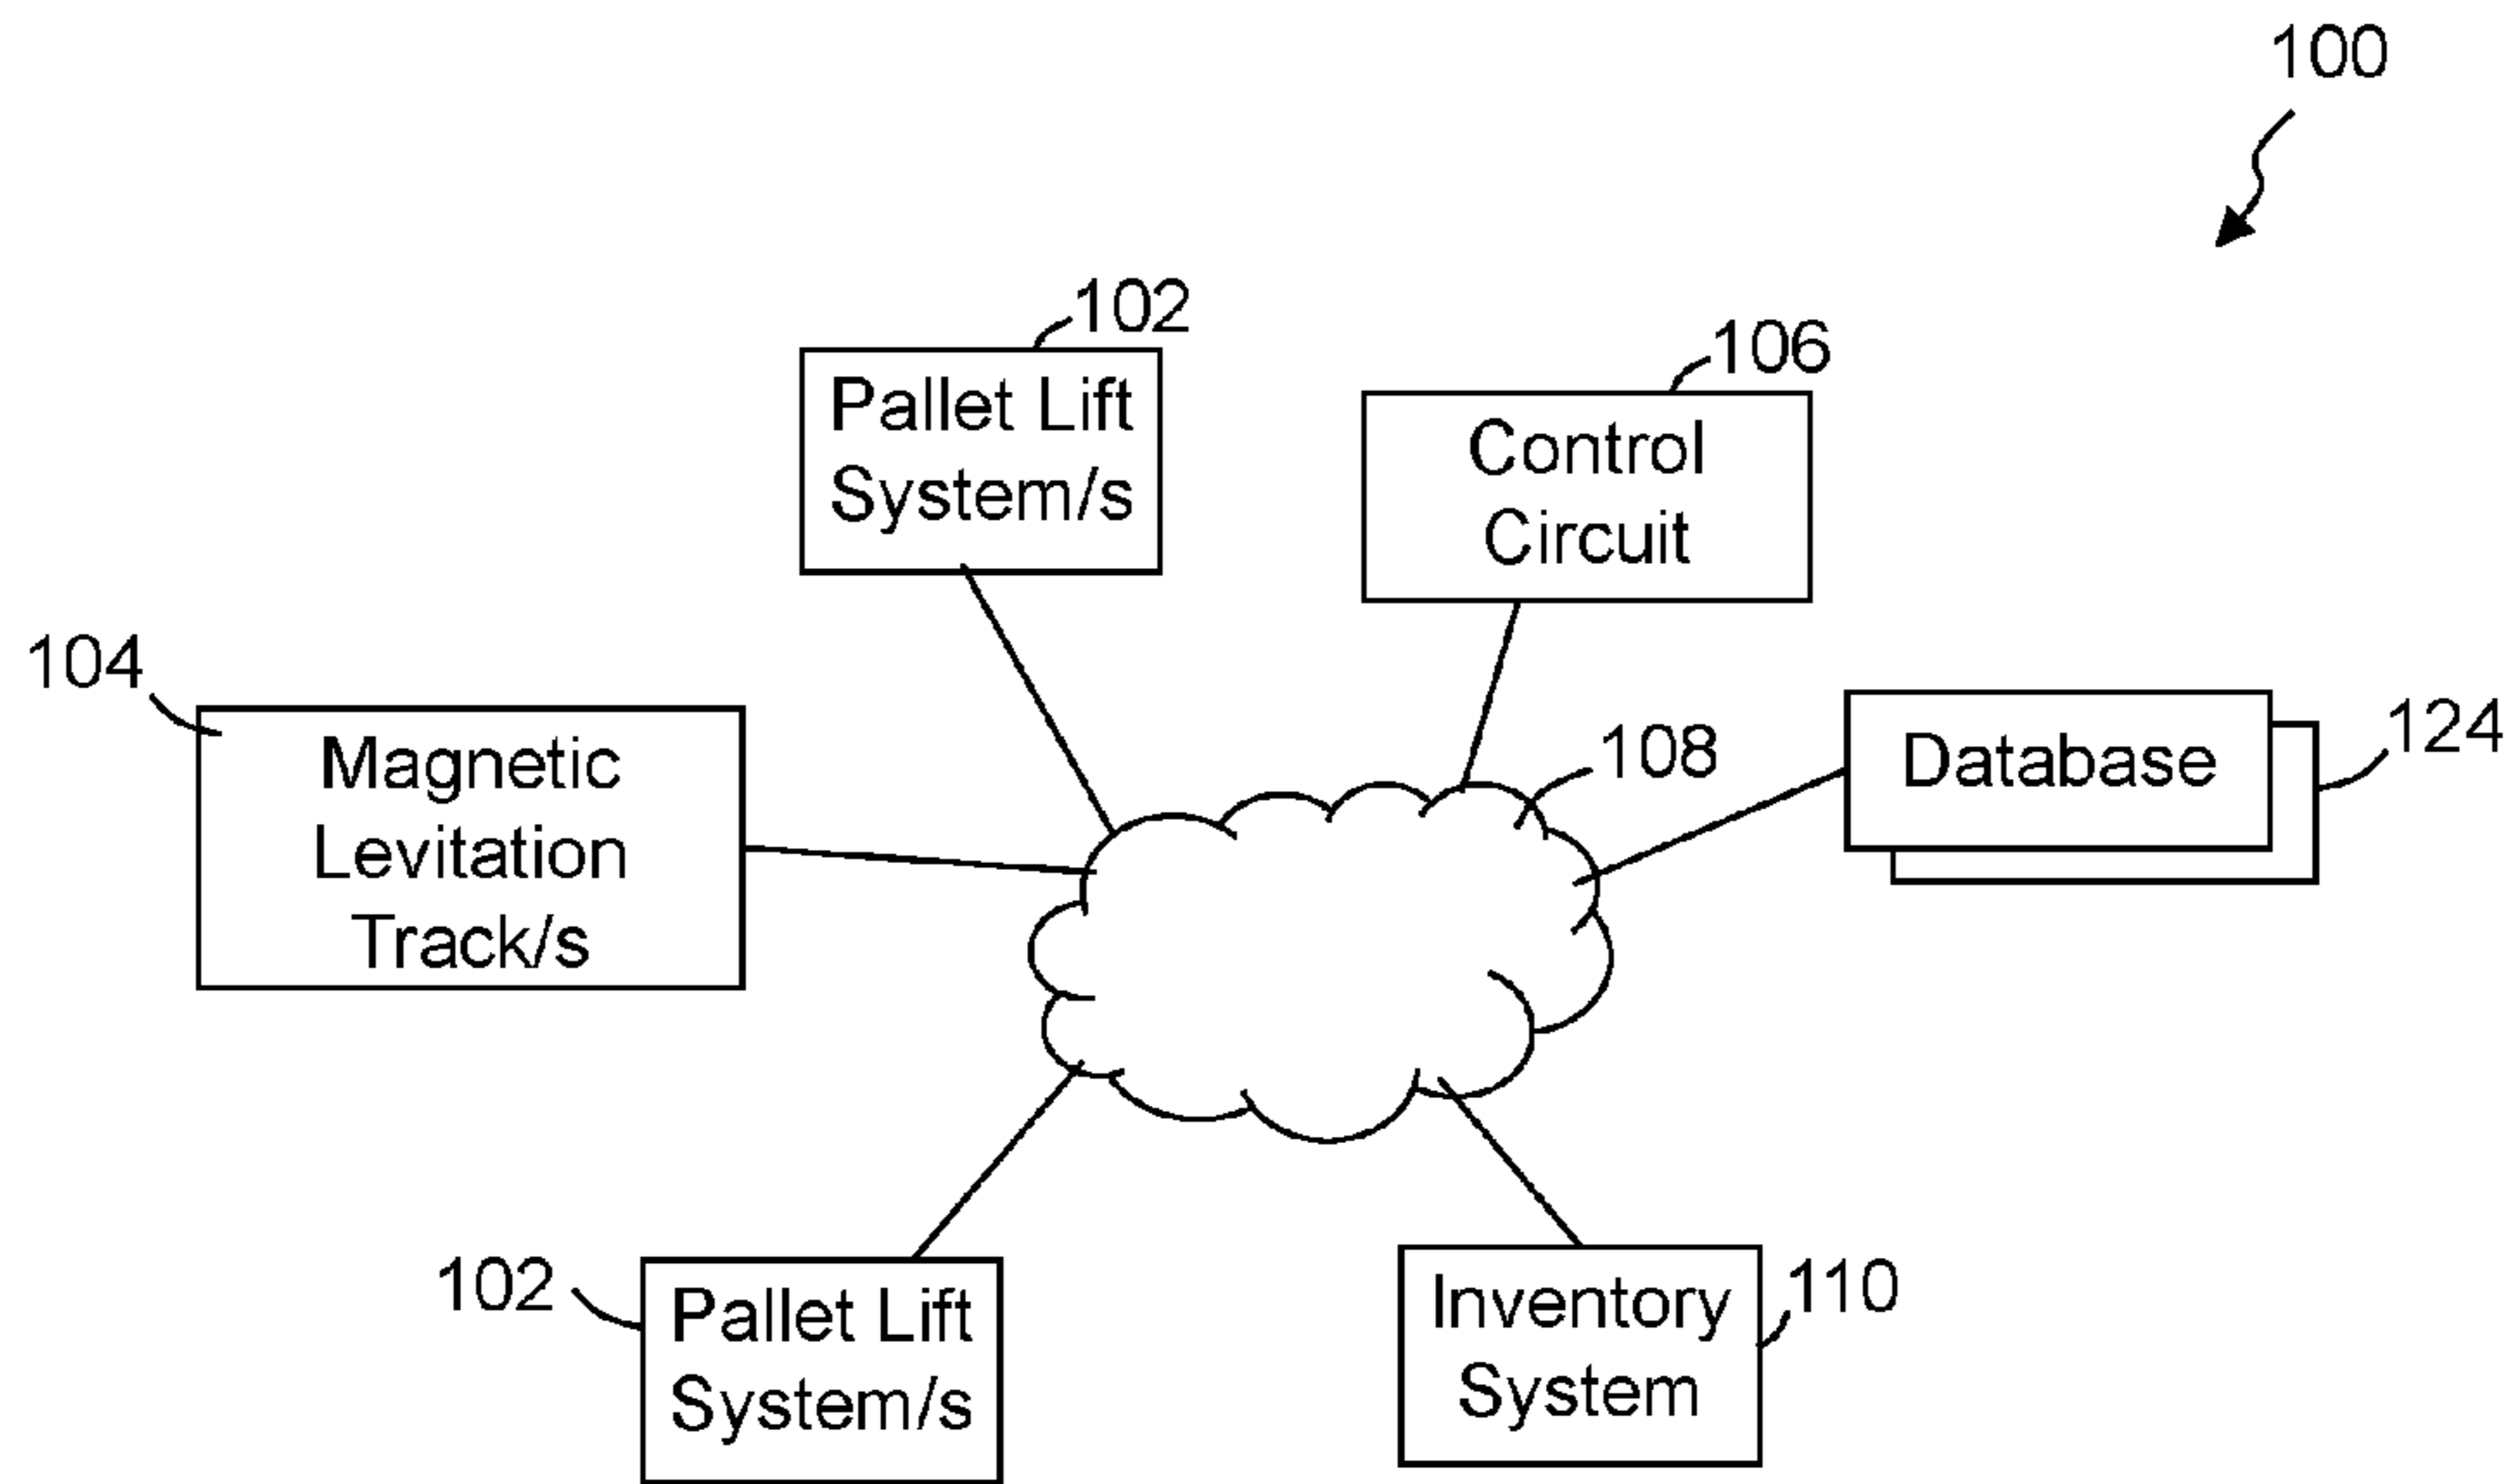 100
102
Pallet Lift
System/s
106
Control
Circuit
104
Magnetic
Levitation
Track/s
108
Database
124
102
Pallet Lift
System/s
Inventory
System
110